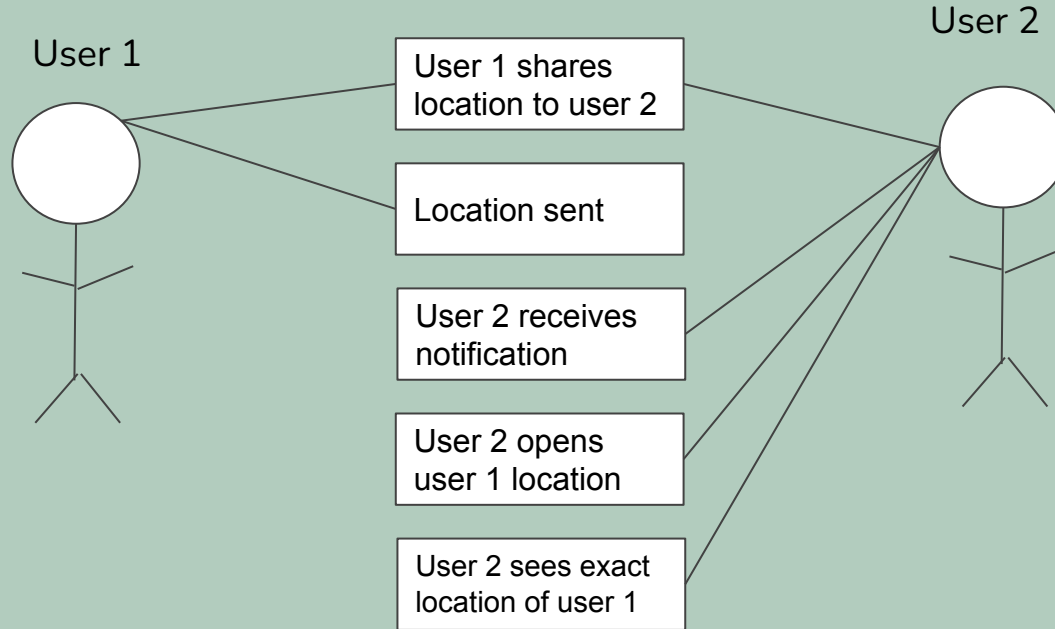 User 1
User 2
User 1 shares
location to user 2
Location sent
User 2 receives
notification
User 2 opens
user 1 location
User 2 sees exact
location of user 1